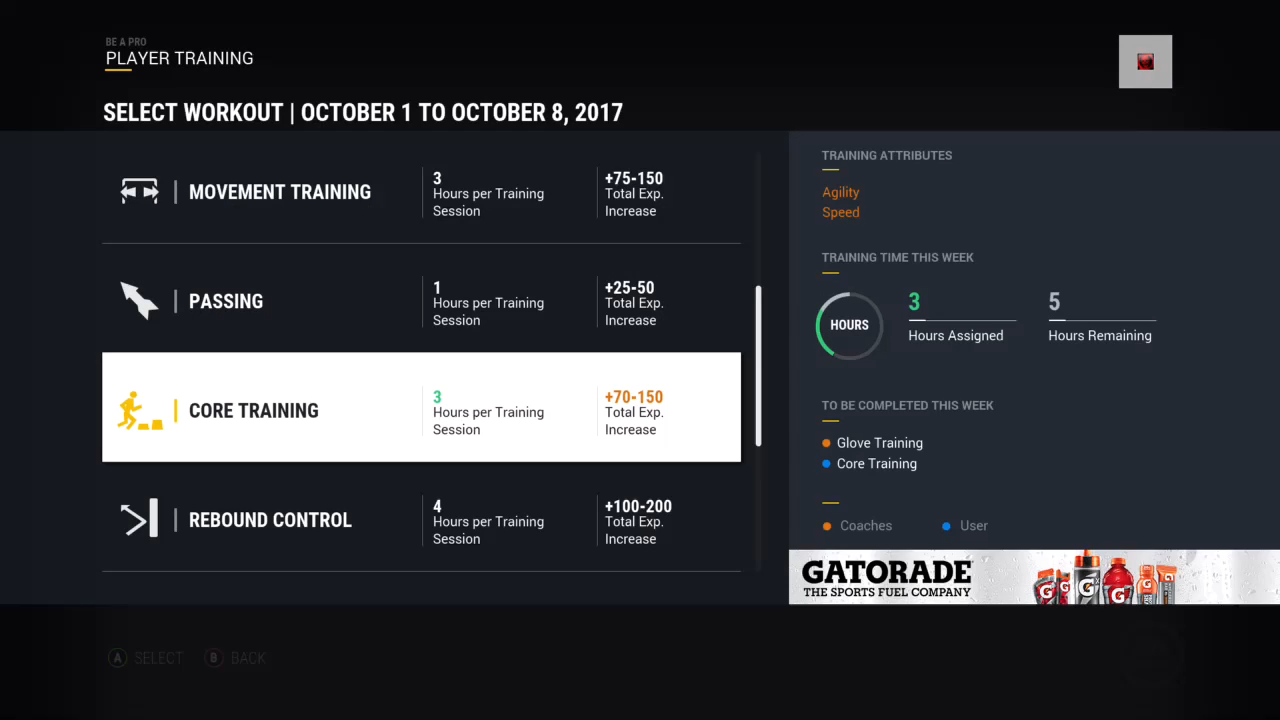 BE A PRO
PLAYER TRAINING
SELECT WORKOUT | OCTOBER 1 TO OCTOBER 8, 2017
MOVEMENT TRAINING
3
Hours per Training
Session
+75-150
Total Exp.
Increase
PASSING
1
Hours per Training
Session
+25-50
Total Exp.
Increase
CORE TRAINING
3
Hours per Training
Session
+70-150
Total Exp.
Increase
REBOUND CONTROL
4
Hours per Training
Session
+100-200
Total Exp.
Increase
TRAINING ATTRIBUTES
Agility
Speed
TRAINING TIME THIS WEEK
HOURS
3
Hours Assigned
5
Hours Remaining
TO BE COMPLETED THIS WEEK
Glove Training
Core Training
Coaches
User
GATORADE
THE SPORTS FUEL COMPANY
G G G G G G
A SELECT B BACK